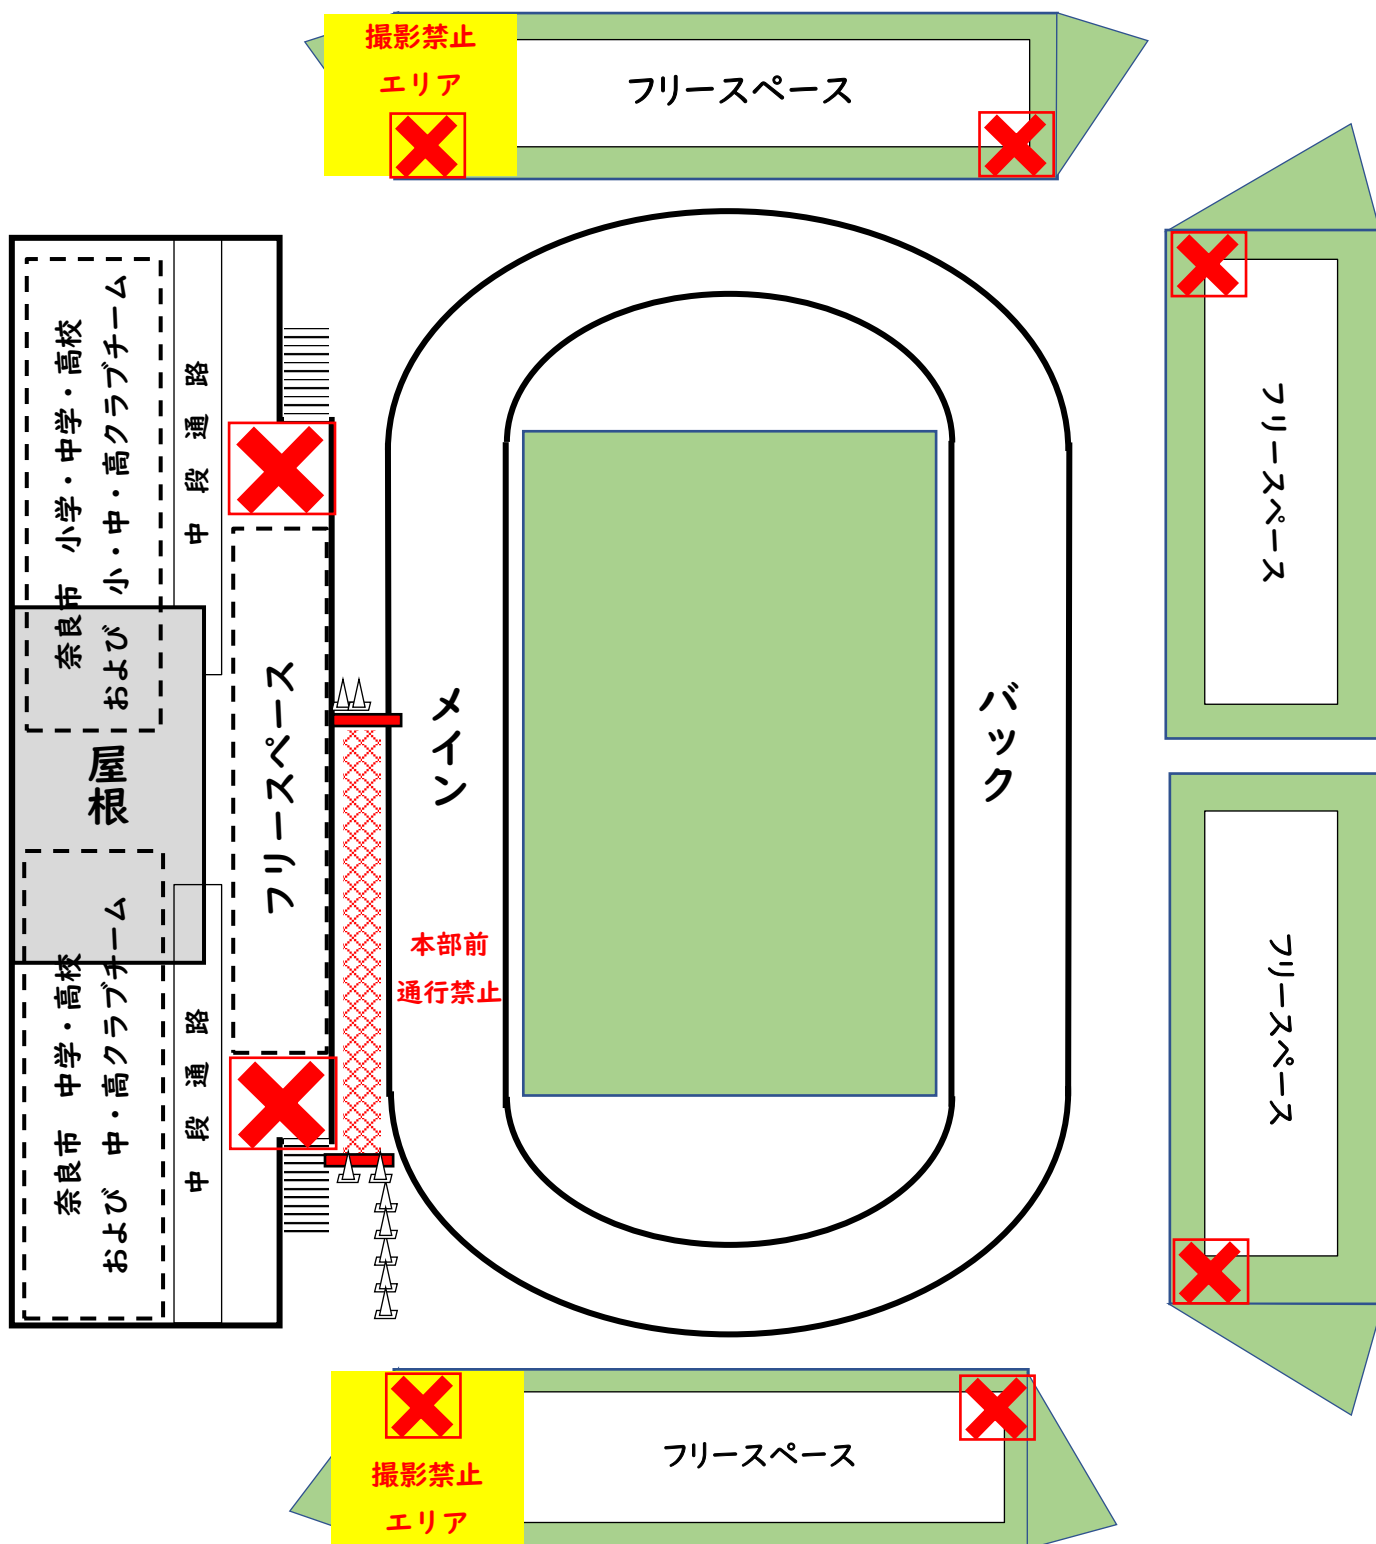 撮影禁止
エリア
フリースペース
奈良市 小学・中学・高校
および 小・中・高クラブチーム
中段通路
屋根
フリースペース
メイン
バック
フリースペース
本部前
通行禁止
奈良市 中学・高校
および 中・高クラブチーム
中段通路
フリースペース
撮影禁止
エリア
フリースペース